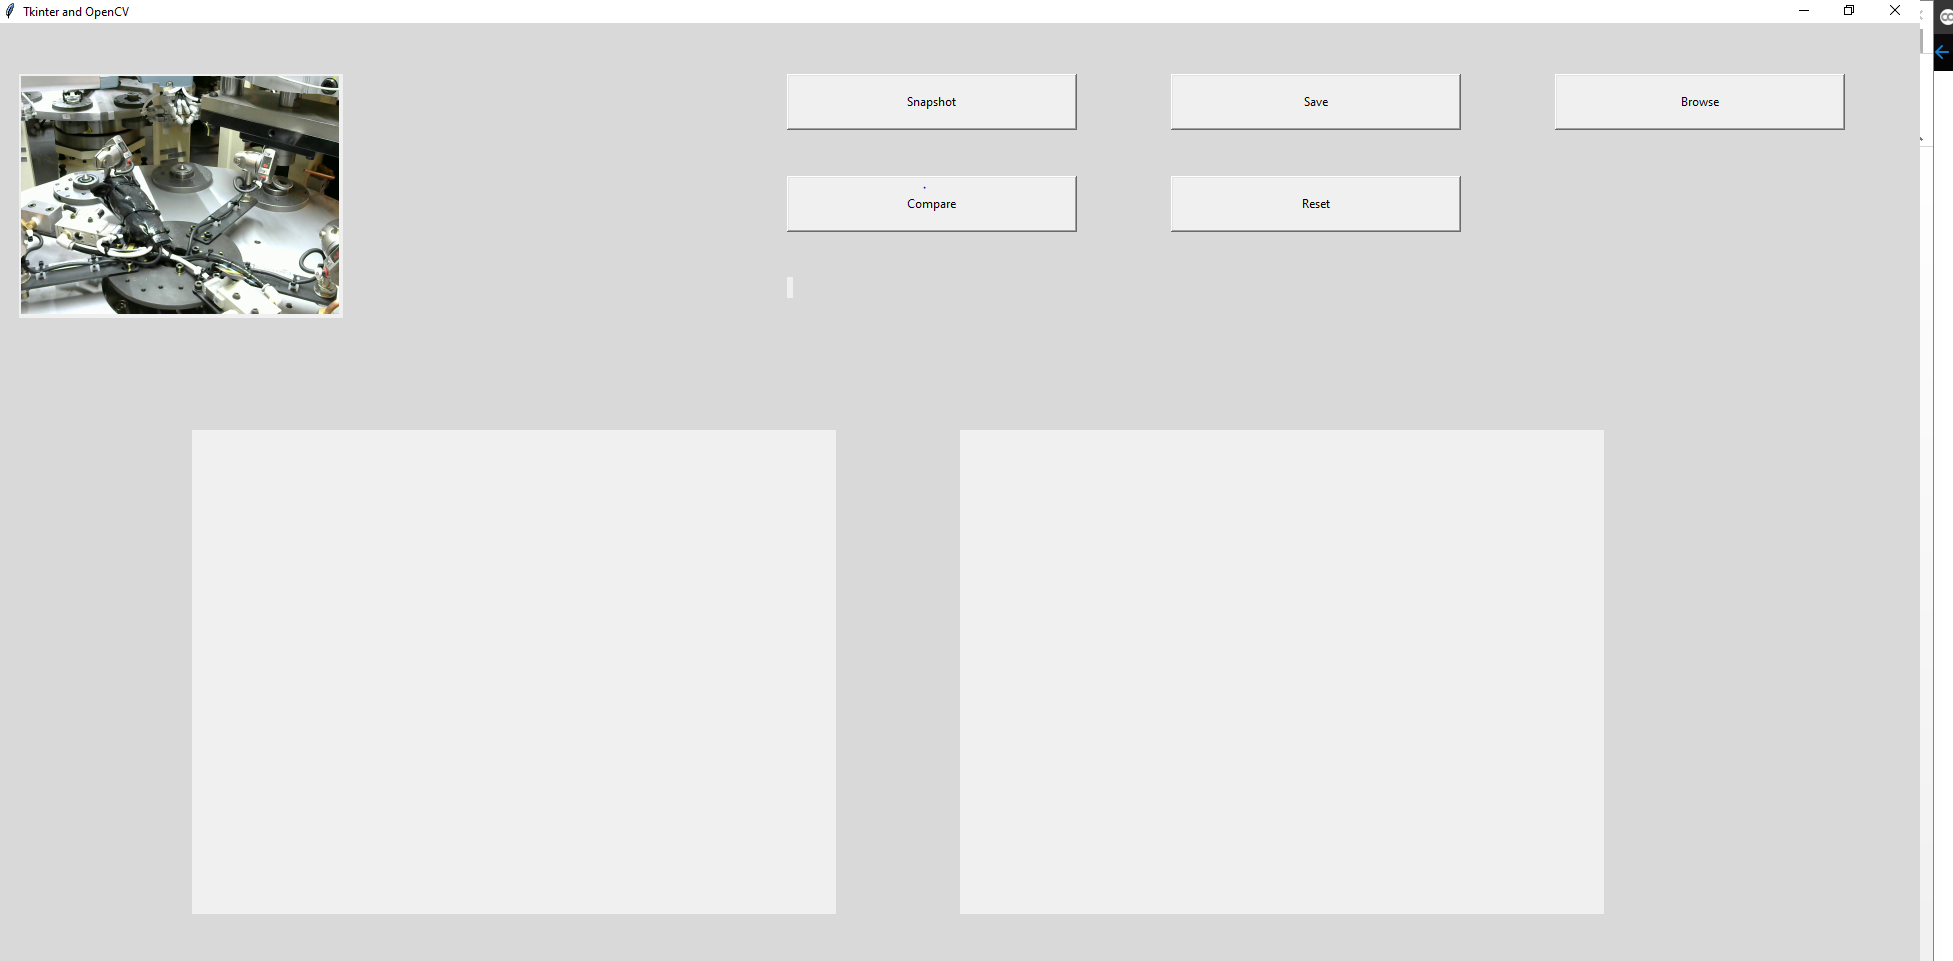 Tkinter and OpenCV
Snapshot
Save
Browse
Compare
Reset